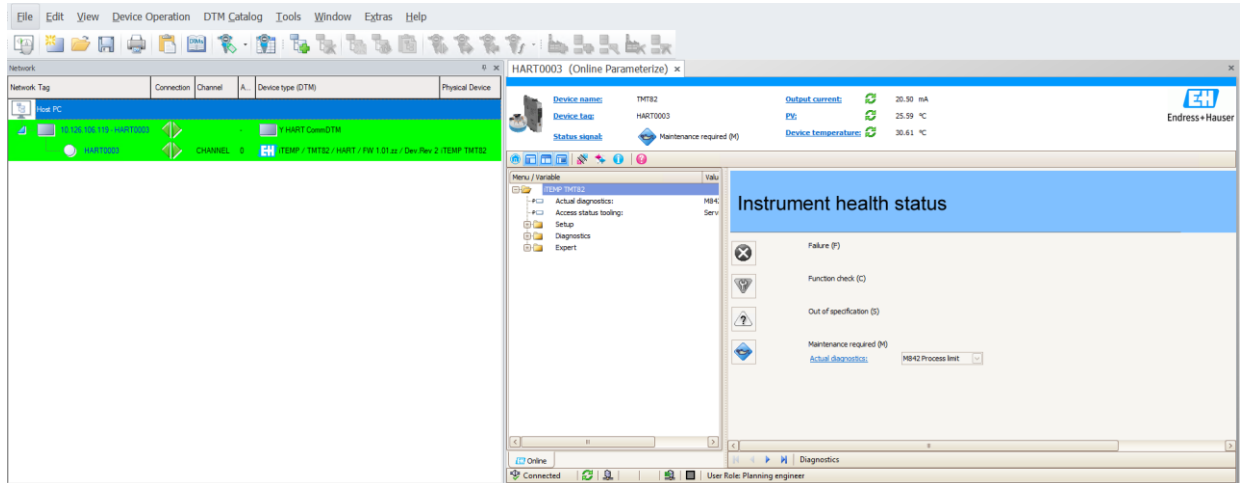 File Edit View Device Operation DTM Catalog Tools Window Extras Help
Network
Network Tag Connection Channel A... Device type (DTM) Physical Device
Host PC
10.126.106.119 - HART0003 - Y HART CommDTM
HART0003 CHANNEL 0 EH iTEMP / TMT82 / HART / FW 1.01.zz / Dev.Rev 2 iTEMP TMT82
HART0003 (Online Parameterize) ×
Device name: TMT82 Output current: 20.50 mA
Device tag: HART0003 PV: 25.59 °C
Status signal: Maintenance required (M) Device temperature: 30.61 °C
EH
Endress+Hauser
Menu / Variable Valu
iTEMP TMT82
Actual diagnostics: M842
Access status tooling: Serv
Setup
Diagnostics
Expert
Instrument health status
Failure (F)
Function check (C)
Out of specification (S)
Maintenance required (M)
Actual diagnostics: M842 Process limit
Online
Diagnostics
Connected User Role: Planning engineer